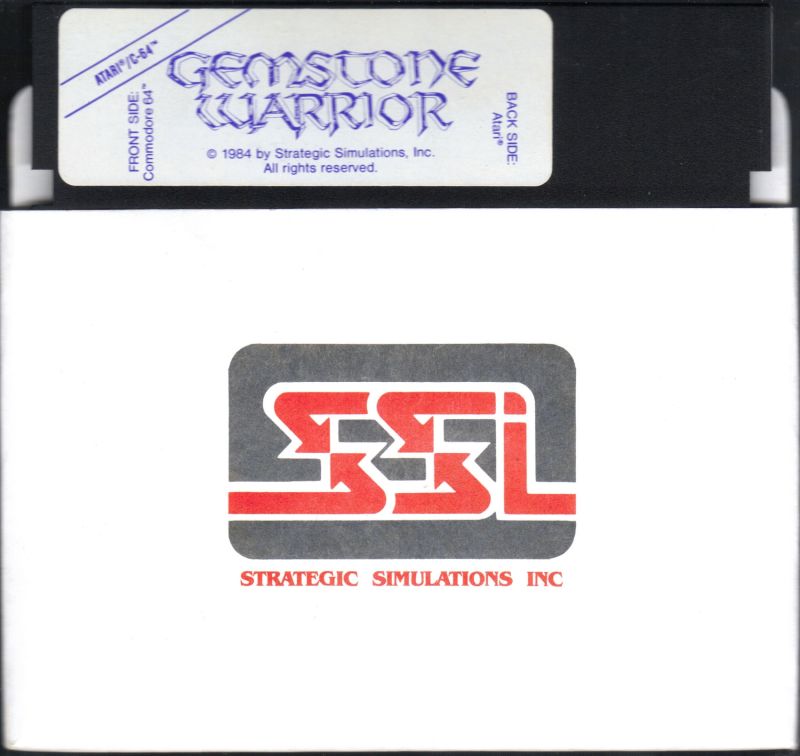 ATARI®/C-64™
GEMSTONE
WARRIOR
FRONT SIDE:
Commodore 64™
BACK SIDE:
Atari®
© 1984 by Strategic Simulations, Inc.
All rights reserved.
SSI
STRATEGIC SIMULATIONS INC